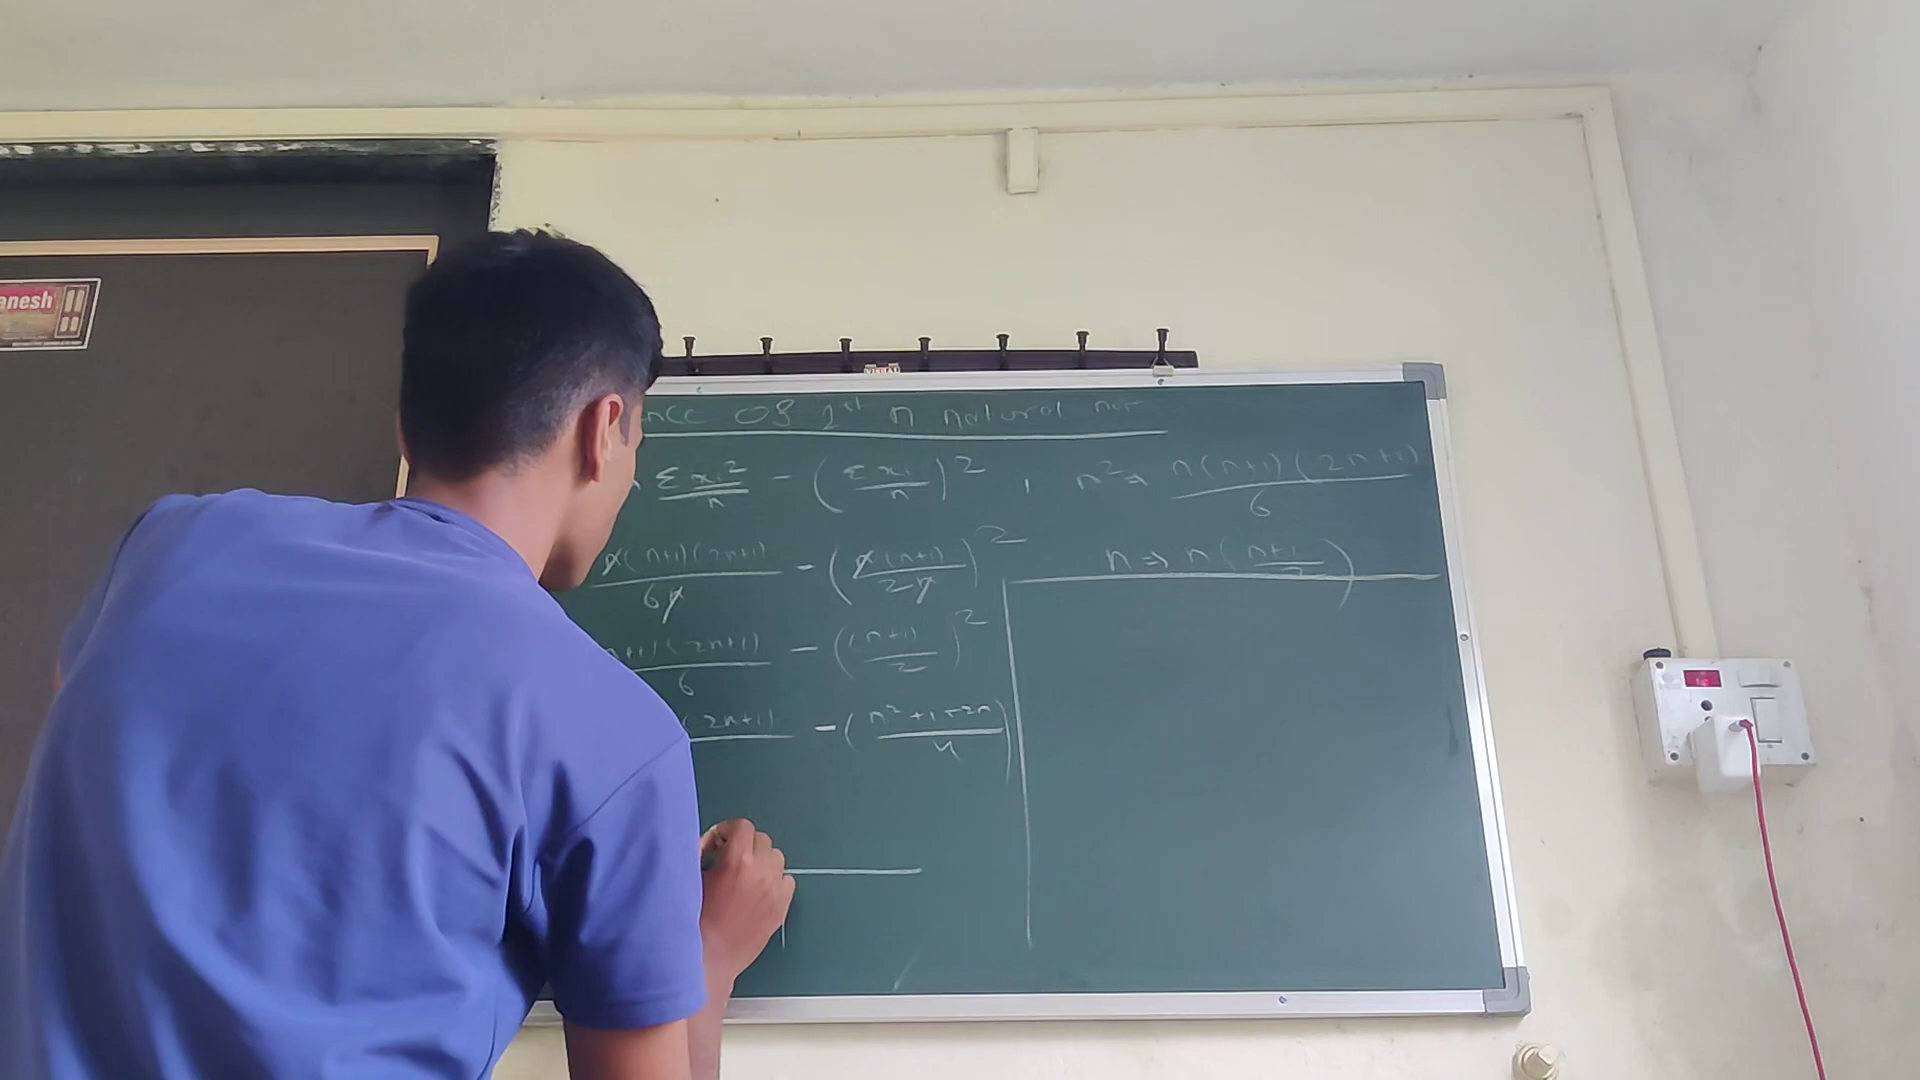 anesh
nce OF 1st n natural nor
Σxi²/n - (Σxi/n)² , n² ⇒ n(n+1)(2n+1)/6
n(n+1)(2n+1)/6n - (n(n+1)/2n)²
n ⇒ n(n+1/2)
n+1)(2n+1)/6 - ((n+1)/2)²
(2n+1) - (n²+1+2n/4)